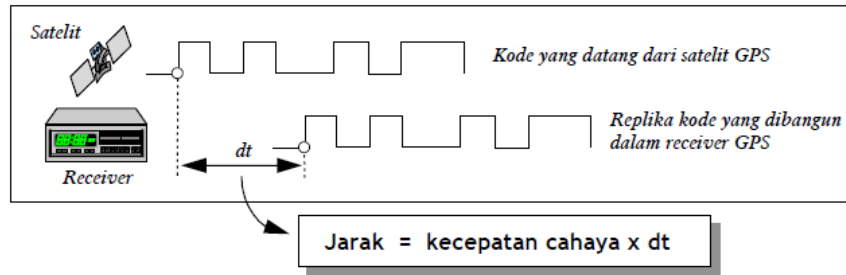 Satelit
Kode yang datang dari satelit GPS
Replika kode yang dibangun
dalam receiver GPS
dt
Receiver
Jarak = kecepatan cahaya x dt